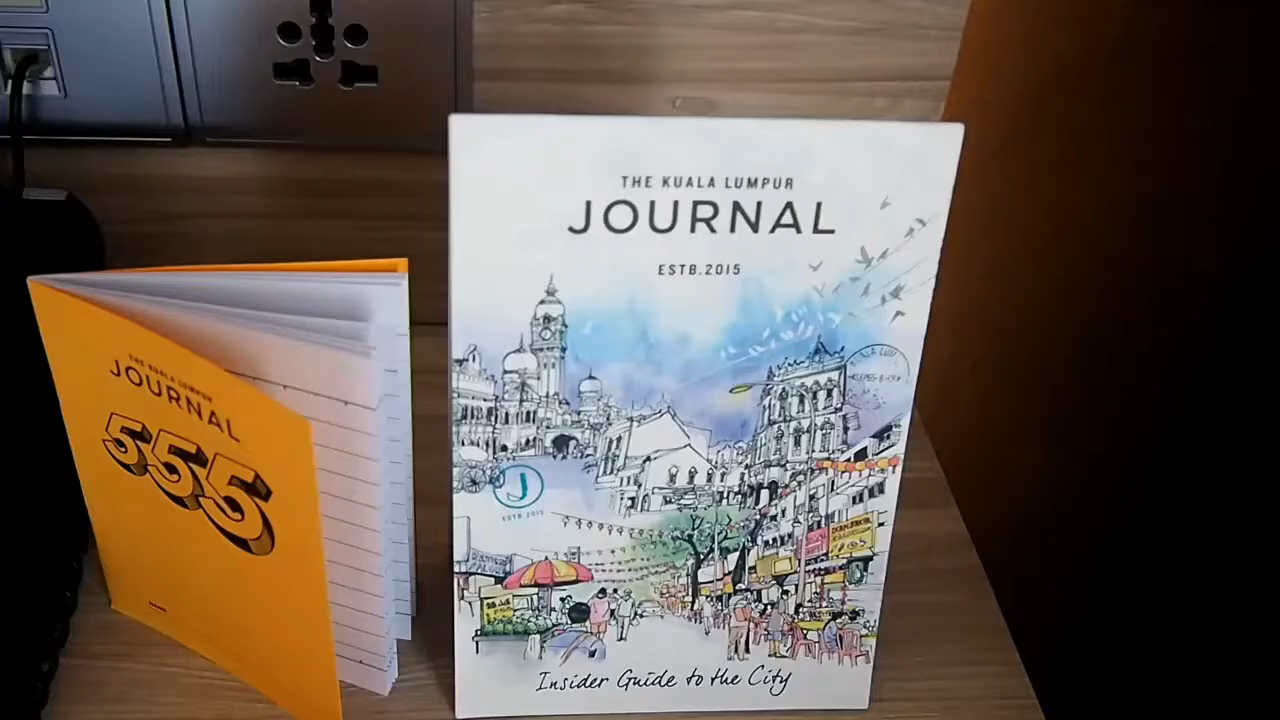 THE KUALA LUMPUR
JOURNAL
555
THE KUALA LUMPUR
JOURNAL
ESTB.2015
J
ESTB.2015
Insider Guide to the City